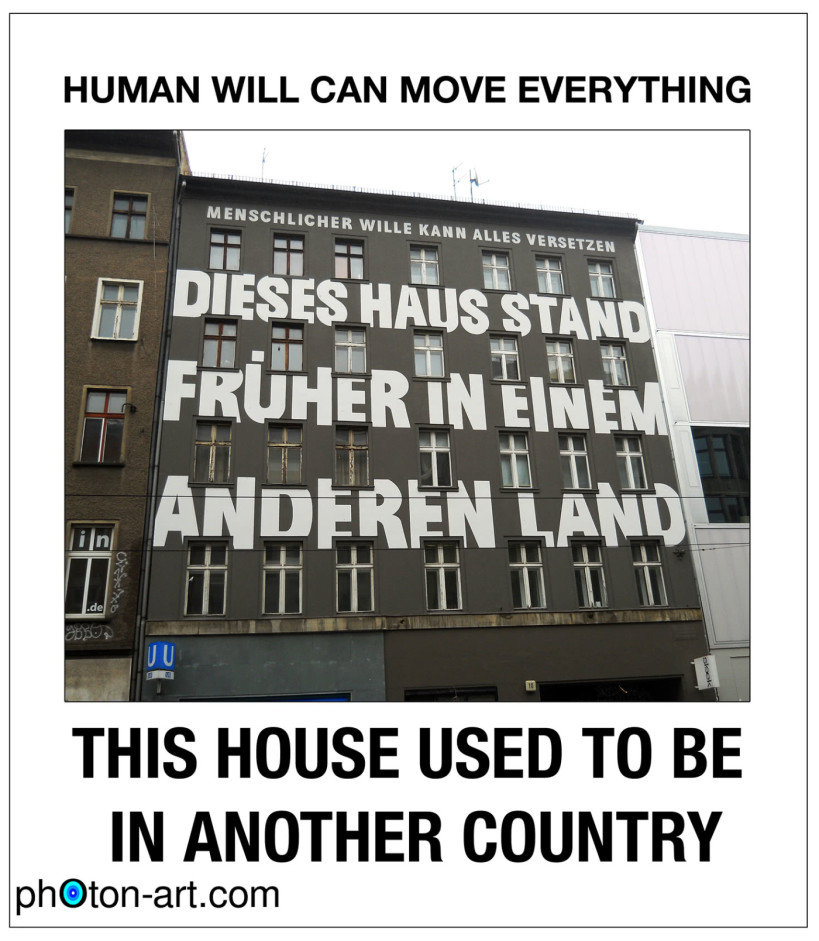 HUMAN WILL CAN MOVE EVERYTHING
MENSCHLICHER WILLE KANN ALLES VERSETZEN
DIESES HAUS STAND
FRÜHER IN EINEM
ANDEREN LAND
in
.de
U U
THIS HOUSE USED TO BE
IN ANOTHER COUNTRY
photon-art.com